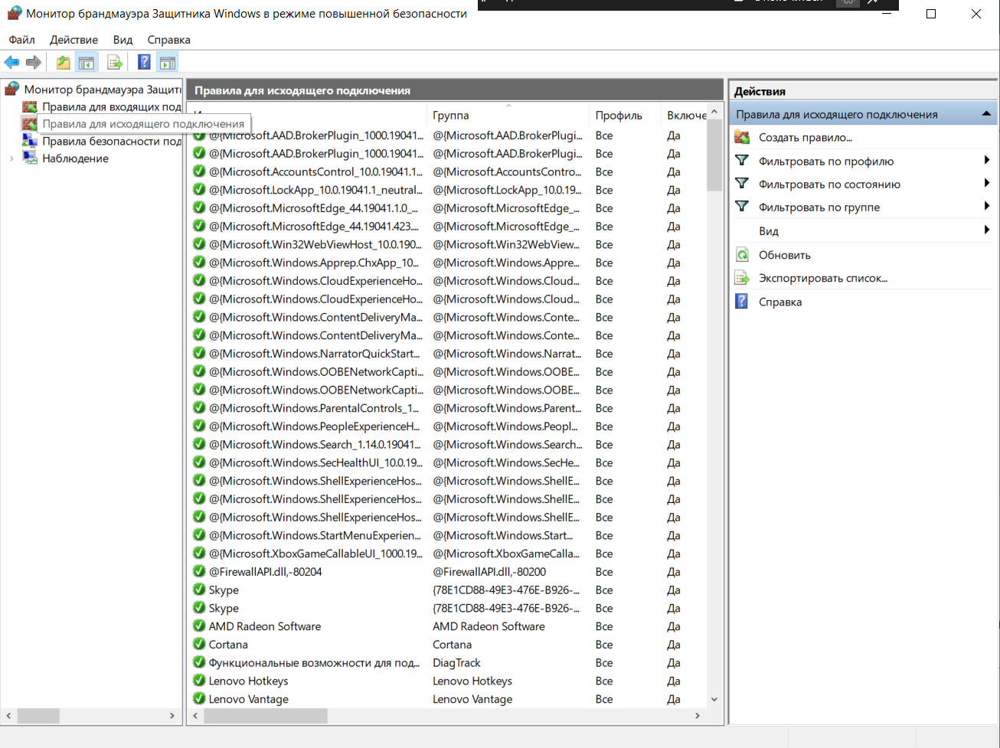 Монитор брандмауэра Защитника Windows в режиме повышенной безопасности
Файл Действие Вид Справка
Монитор брандмауэра Защит
Правила для входящих под
Правила для исходящего подключения
Правила безопасности под
Наблюдение
Правила для исходящего подключения
Группа Профиль Включе
@{Microsoft.AAD.BrokerPlugin_1000.19041... @{Microsoft.AAD.BrokerPlugi... Все Да
@{Microsoft.AAD.BrokerPlugin_1000.19041... @{Microsoft.AAD.BrokerPlugi... Все Да
@{Microsoft.AccountsControl_10.0.19041.1... @{Microsoft.AccountsContro... Все Да
@{Microsoft.LockApp_10.0.19041.1_neutral... @{Microsoft.LockApp_10.0.19... Все Да
@{Microsoft.MicrosoftEdge_44.19041.1.0_... @{Microsoft.MicrosoftEdge_... Все Да
@{Microsoft.MicrosoftEdge_44.19041.423.... @{Microsoft.MicrosoftEdge_... Все Да
@{Microsoft.Win32WebViewHost_10.0.190... @{Microsoft.Win32WebView... Все Да
@{Microsoft.Windows.Apprep.ChxApp_10... @{Microsoft.Windows.Appre... Все Да
@{Microsoft.Windows.CloudExperienceHo... @{Microsoft.Windows.Cloud... Все Да
@{Microsoft.Windows.CloudExperienceHo... @{Microsoft.Windows.Cloud... Все Да
@{Microsoft.Windows.ContentDeliveryMa... @{Microsoft.Windows.Conte... Все Да
@{Microsoft.Windows.ContentDeliveryMa... @{Microsoft.Windows.Conte... Все Да
@{Microsoft.Windows.NarratorQuickStart... @{Microsoft.Windows.Narrat... Все Да
@{Microsoft.Windows.OOBENetworkCapti... @{Microsoft.Windows.OOBE... Все Да
@{Microsoft.Windows.OOBENetworkCapti... @{Microsoft.Windows.OOBE... Все Да
@{Microsoft.Windows.ParentalControls_1... @{Microsoft.Windows.Parent... Все Да
@{Microsoft.Windows.PeopleExperienceH... @{Microsoft.Windows.Peopl... Все Да
@{Microsoft.Windows.Search_1.14.0.19041... @{Microsoft.Windows.Search... Все Да
@{Microsoft.Windows.SecHealthUI_10.0.19... @{Microsoft.Windows.SecHe... Все Да
@{Microsoft.Windows.ShellExperienceHos... @{Microsoft.Windows.ShellE... Все Да
@{Microsoft.Windows.ShellExperienceHos... @{Microsoft.Windows.ShellE... Все Да
@{Microsoft.Windows.ShellExperienceHos... @{Microsoft.Windows.ShellE... Все Да
@{Microsoft.Windows.StartMenuExperien... @{Microsoft.Windows.Start... Все Да
@{Microsoft.XboxGameCallableUI_1000.19... @{Microsoft.XboxGameCalla... Все Да
@FirewallAPI.dll,-80204 @FirewallAPI.dll,-80200 Все Да
Skype {78E1CD88-49E3-476E-B926-... Все Да
Skype {78E1CD88-49E3-476E-B926-... Все Да
AMD Radeon Software AMD Radeon Software Все Да
Cortana Cortana Все Да
Функциональные возможности для под... DiagTrack Все Да
Lenovo Hotkeys Lenovo Hotkeys Все Да
Lenovo Vantage Lenovo Vantage Все Да
Действия
Правила для исходящего подключения
Создать правило...
Фильтровать по профилю
Фильтровать по состоянию
Фильтровать по группе
Вид
Обновить
Экспортировать список...
Справка